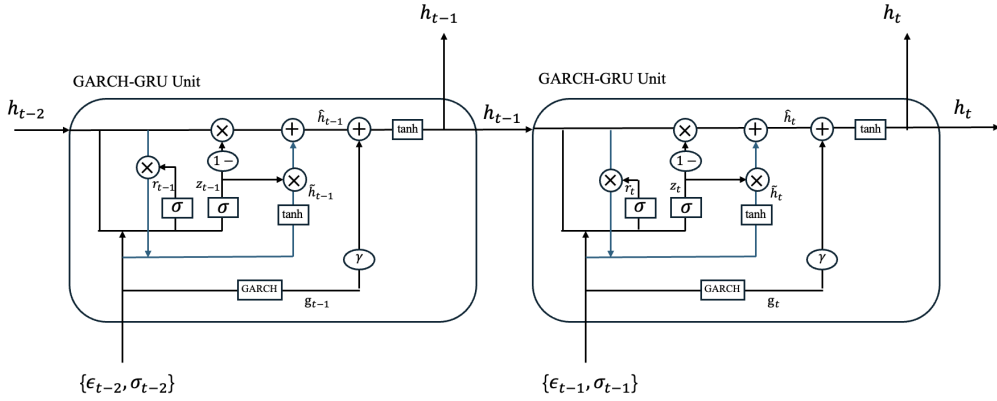 h_{t−1}
h_t
GARCH-GRU Unit
GARCH-GRU Unit
h_{t−2}
ĥ_{t−1}
tanh
h_{t−1}
ĥ_t
tanh
h_t
× + +
× + +
1 −
1 −
×
r_{t−1}
z_{t−1}
×
h̃_{t−1}
×
r_t
z_t
×
h̃_t
σ
σ
tanh
σ
σ
tanh
γ
γ
GARCH
g_{t−1}
GARCH
g_t
{ϵ_{t−2}, σ_{t−2}}
{ϵ_{t−1}, σ_{t−1}}